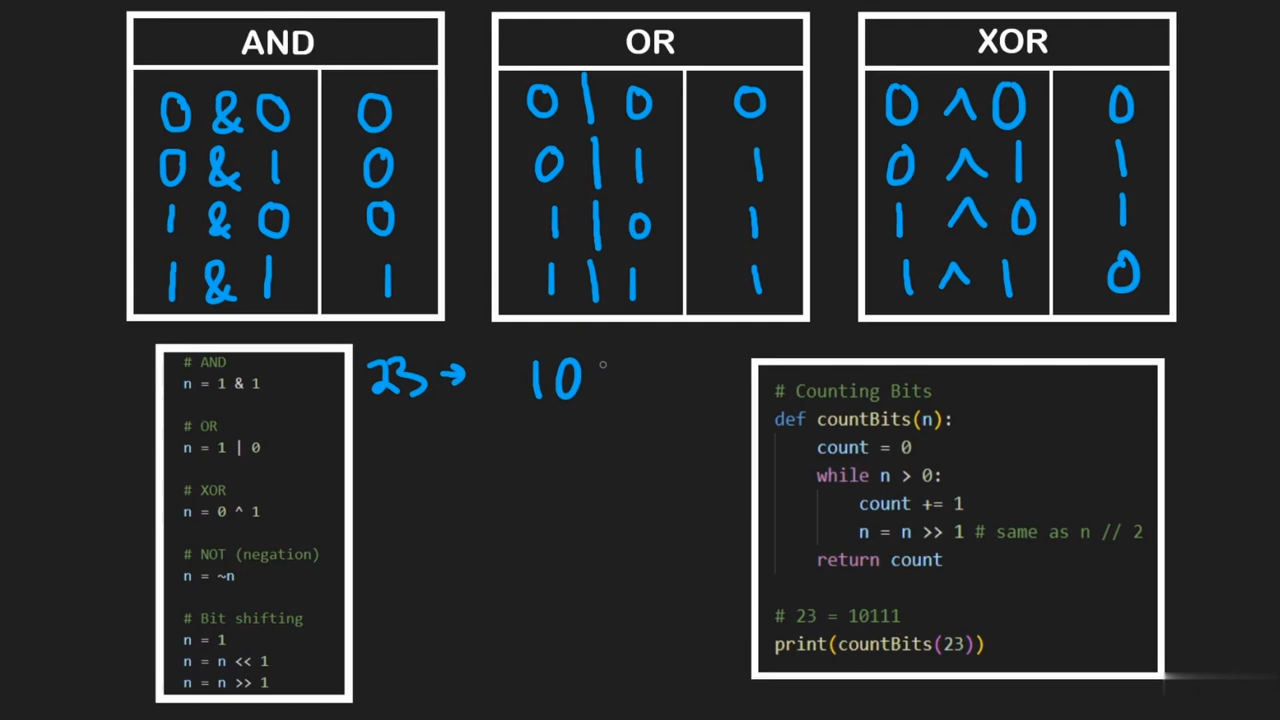 AND
0 & 0 0
0 & 1 0
1 & 0 0
1 & 1 1
OR
0 | 0 0
0 | 1 1
1 | 0 1
1 | 1 1
XOR
0 ^ 0 0
0 ^ 1 1
1 ^ 0 1
1 ^ 1 0
# AND
n = 1 & 1
# OR
n = 1 | 0
# XOR
n = 0 ^ 1
# NOT (negation)
n = ~n
# Bit shifting
n = 1
n = n << 1
n = n >> 1
23 → 10
# Counting Bits
def countBits(n):
count = 0
while n > 0:
count += 1
n = n >> 1 # same as n // 2
return count
# 23 = 10111
print(countBits(23))